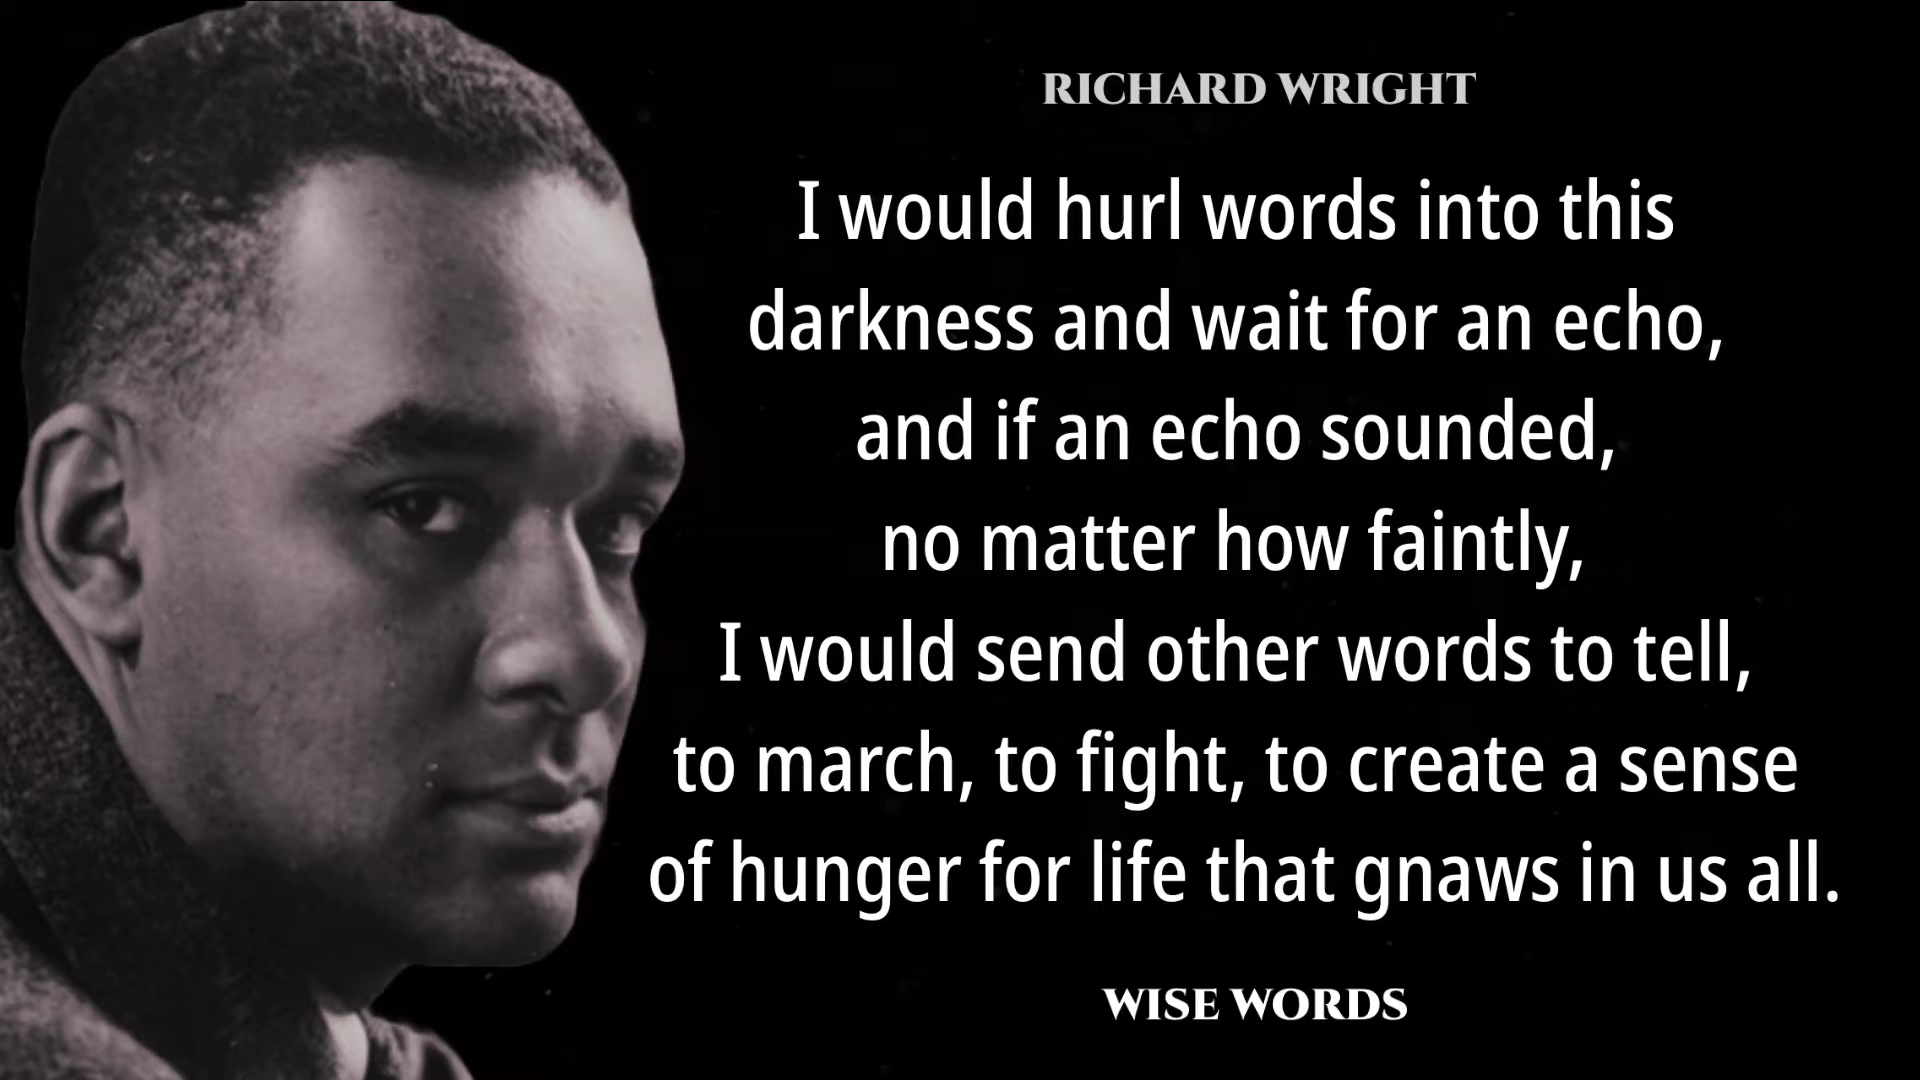 RICHARD WRIGHT
I would hurl words into this
darkness and wait for an echo,
and if an echo sounded,
no matter how faintly,
I would send other words to tell,
to march, to fight, to create a sense
of hunger for life that gnaws in us all.
WISE WORDS